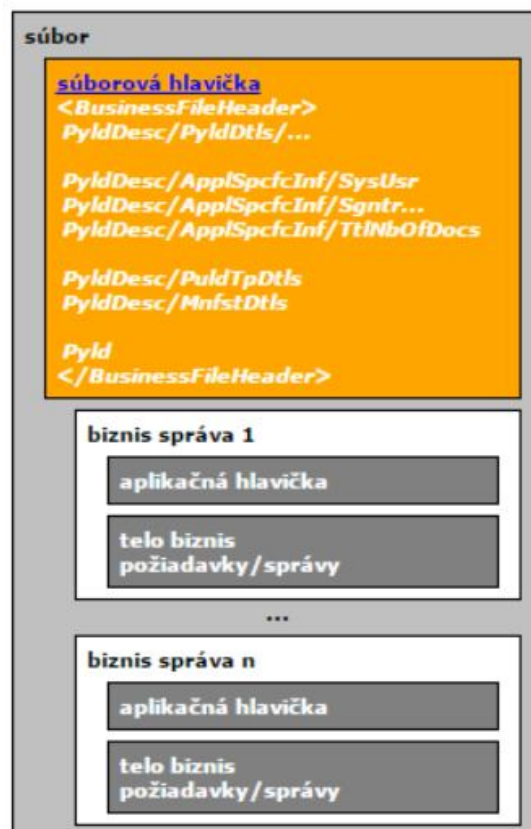 súbor
súborová hlavička
<BusinessFileHeader>
PyldDesc/PyldDtls/...
PyldDesc/ApplSpcfcInf/SysUsr
PyldDesc/ApplSpcfcInf/Sgntr...
PyldDesc/ApplSpcfcInf/TtlNbOfDocs
PyldDesc/PuldTpDtls
PyldDesc/MnfstDtls
Pyld
</BusinessFileHeader>
biznis správa 1
aplikačná hlavička
telo biznis
požiadavky/správy
...
biznis správa n
aplikačná hlavička
telo biznis
požiadavky/správy